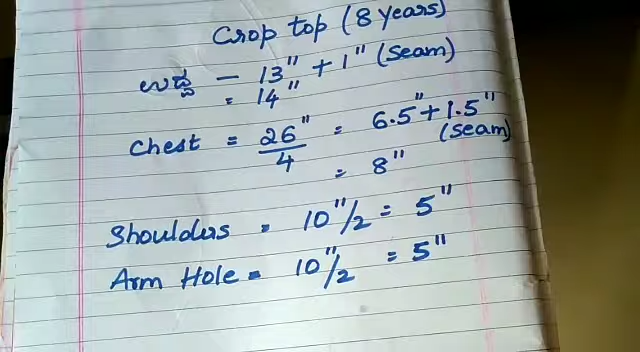 Crop top (8 years)
ಉದ್ದ - 13" + 1" (seam)
= 14"
Chest = 26"/4 = 6.5" + 1.5" (seam)
= 8"
Shoulders = 10"/2 = 5"
Arm Hole = 10"/2 = 5"